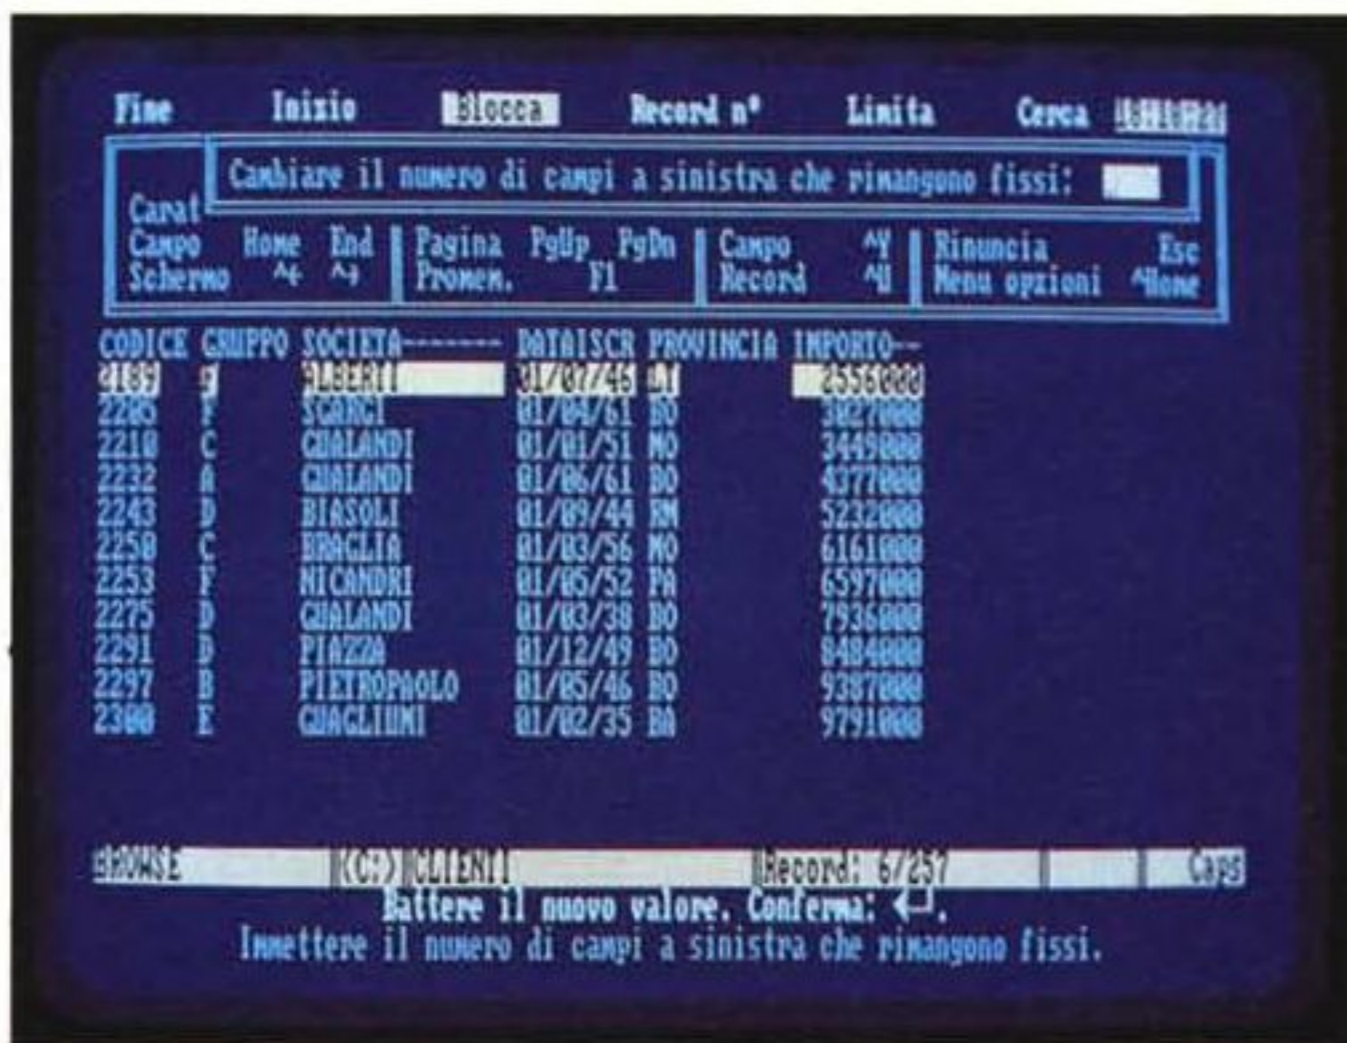 Fine Inizio Blocca Record n° Limita Cerca
Cambiare il numero di campi a sinistra che rimangono fissi:
Carat
Campo Home End Pagina PgUp PgDn Campo ^Y Rinuncia Esc
Schermo ^← ^→ Promem. F1 Record ^U Menu opzioni ^Home
CODICE GRUPPO SOCIETA------- DATAISCR PROVINCIA IMPORTO--
2189 ALBERTI 01/07/46 LT 2556000
2205 F SGARGI 01/04/61 BO 3027000
2210 C GUALANDI 01/01/51 MO 3449000
2232 A GUALANDI 01/06/61 BO 4377000
2243 D BIASOLI 01/09/44 RM 5232000
2250 C BRAGLIA 01/03/56 MO 6161000
2253 F NICANDRI 01/05/52 PA 6597000
2275 D GUALANDI 01/03/38 BO 7936000
2291 PIAZZA 01/12/49 BO 8484000
2297 B PIETROPAOLO 01/05/46 BO 9387000
2300 E GUAGLIUMI 01/02/35 BA 9791000
BROWSE <C:> CLIENTI Record: 6/257 Caps
Battere il nuovo valore. Conferma: ↵.
Immettere il numero di campi a sinistra che rimangono fissi.